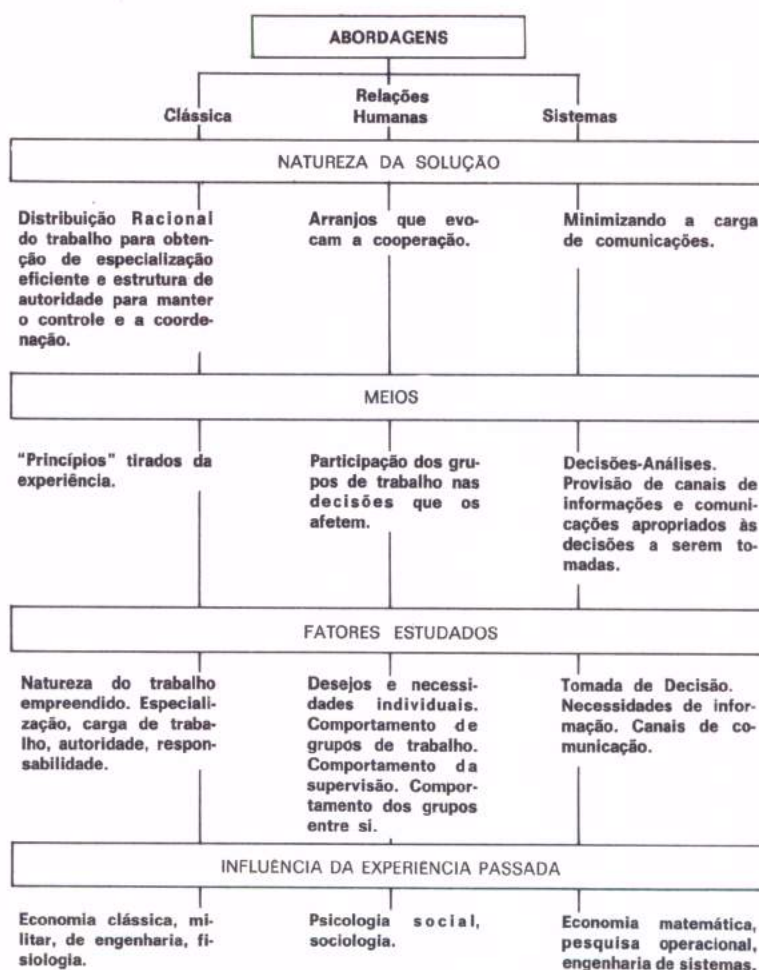 ABORDAGENS
Clássica
Relações
Humanas
Sistemas
NATUREZA DA SOLUÇÃO
Distribuição Racional
do trabalho para obten-
ção de especialização
eficiente e estrutura de
autoridade para manter
o controle e a coorde-
nação.
Arranjos que evo-
cam a cooperação.
Minimizando a carga
de comunicações.
MEIOS
"Princípios" tirados da
experiência.
Participação dos gru-
pos de trabalho nas
decisões que os
afetem.
Decisões-Análises.
Provisão de canais de
informações e comuni-
cações apropriados às
decisões a serem to-
madas.
FATORES ESTUDADOS
Natureza do trabalho
empreendido. Especiali-
zação, carga de traba-
lho, autoridade, respon-
sabilidade.
Desejos e necessi-
dades individuais.
Comportamento de
grupos de trabalho.
Comportamento da
supervisão. Compor-
tamento dos grupos
entre si.
Tomada de Decisão.
Necessidades de infor-
mação. Canais de co-
municação.
INFLUÊNCIA DA EXPERIÊNCIA PASSADA
Economia clássica, mi-
litar, de engenharia, fi-
siologia.
Psicologia social,
sociologia.
Economia matemática,
pesquisa operacional,
engenharia de sistemas.